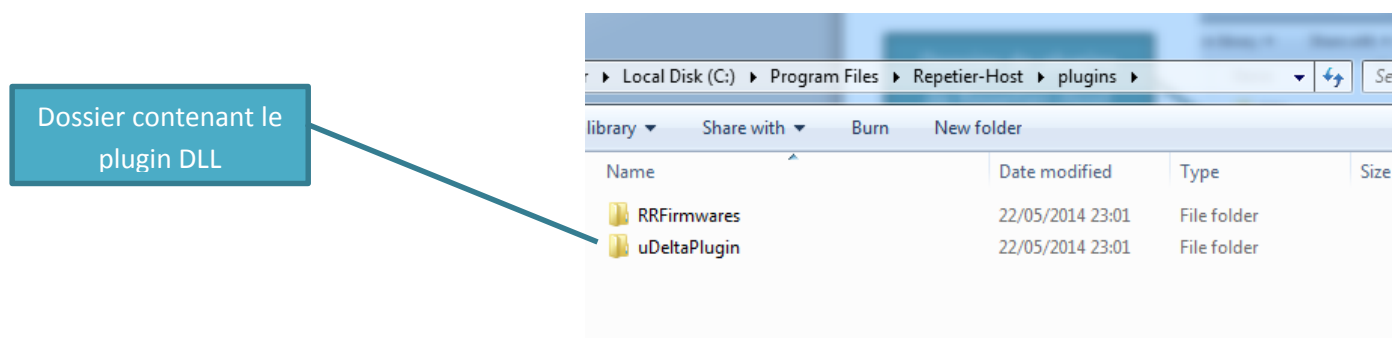 Dossier contenant le
plugin DLL
Local Disk (C:) Program Files Repetier-Host plugins Se
library Share with Burn New folder
Name Date modified Type Size
RRFirmwares 22/05/2014 23:01 File folder
uDeltaPlugin 22/05/2014 23:01 File folder